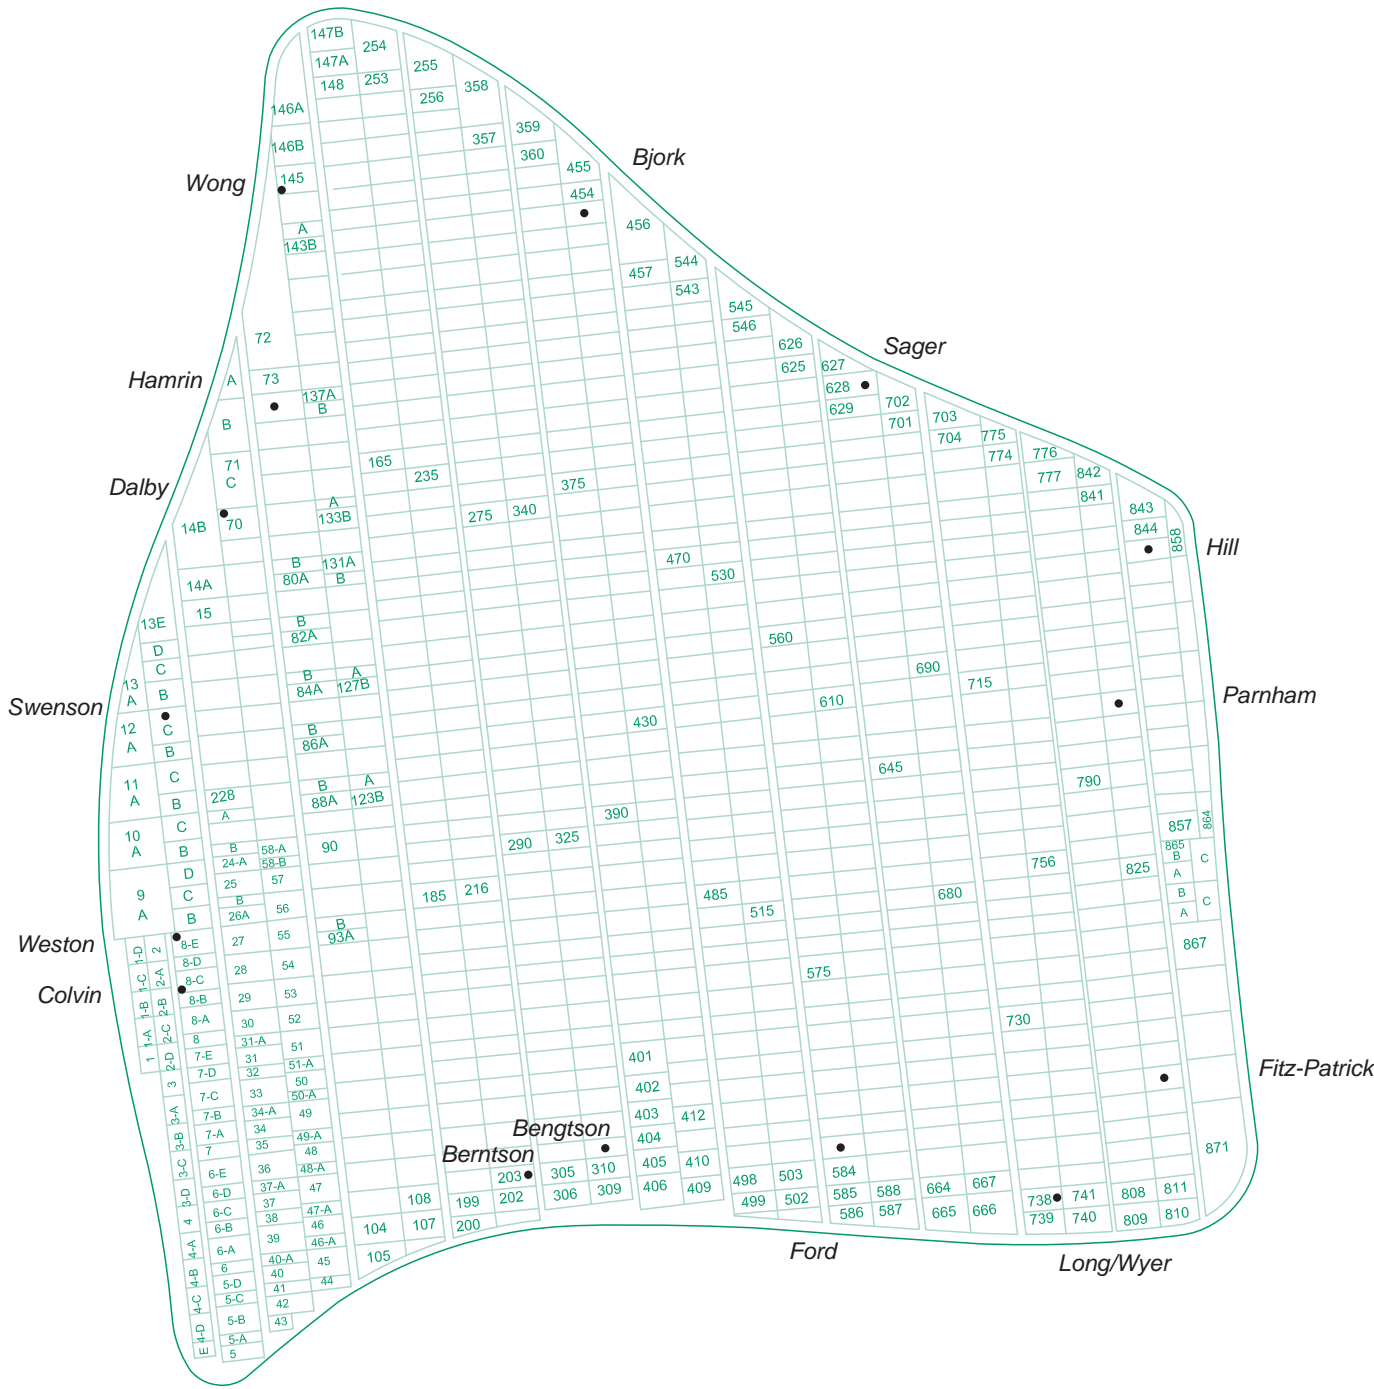 147B
254
147A
255
148
253
358
256
146A
359
357
146B
360
Bjork
455
145
Wong
454
A
456
143B
544
457
543
545
546
72
626
Sager
625
627
Hamrin
A
73
628
137A
702
B
629
703
B
701
704
775
776
774
71
165
842
235
777
C
375
841
Dalby
A
843
340
275
133B
14B
70
844
858
Hill
470
B
131A
530
80A
B
14A
15
B
13E
82A
560
D
C
690
B
A
13
715
84A
127B
B
A
Parnham
610
Swenson
430
12
C
B
A
86A
B
645
C
A
790
11
B
228
A
88A
123B
B
390
A
864
C
857
10
325
290
90
865
B
58-A
A
B
B
C
24-A
58-B
756
825
D
A
57
25
216
B
9
C
185
485
680
B
C
56
515
A
A
26A
B
B
55
93A
27
Weston
8-E
867
1-D
2
8-D
54
28
575
1-C
2-A
8-C
Colvin
53
29
8-B
1-B
2-B
52
8-A
30
730
1-A
2-C
8
31-A
51
7-E
31
401
1
2-D
51-A
7-D
32
Fitz-Patrick
50
3
402
7-C
33
50-A
3-A
34-A
49
403
412
7-B
34
Bengtson
7-A
49-A
404
3-B
7
35
48
871
Berntson
405
410
3-C
6-E
36
48-A
305
310
584
203
503
498
667
3-D
6-D
37-A
47
406
409
664
811
306
309
585
588
808
37
108
202
741
6-C
199
499
502
738
47-A
4
38
586
587
665
666
6-B
46
107
200
739
740
809
810
104
39
46-A
4-A
6-A
Ford
105
40-A
45
Long/Wyer
6
40
4-B
5-D
44
41
5-C
4-C
42
5-B
43
4-D
5-A
E
5